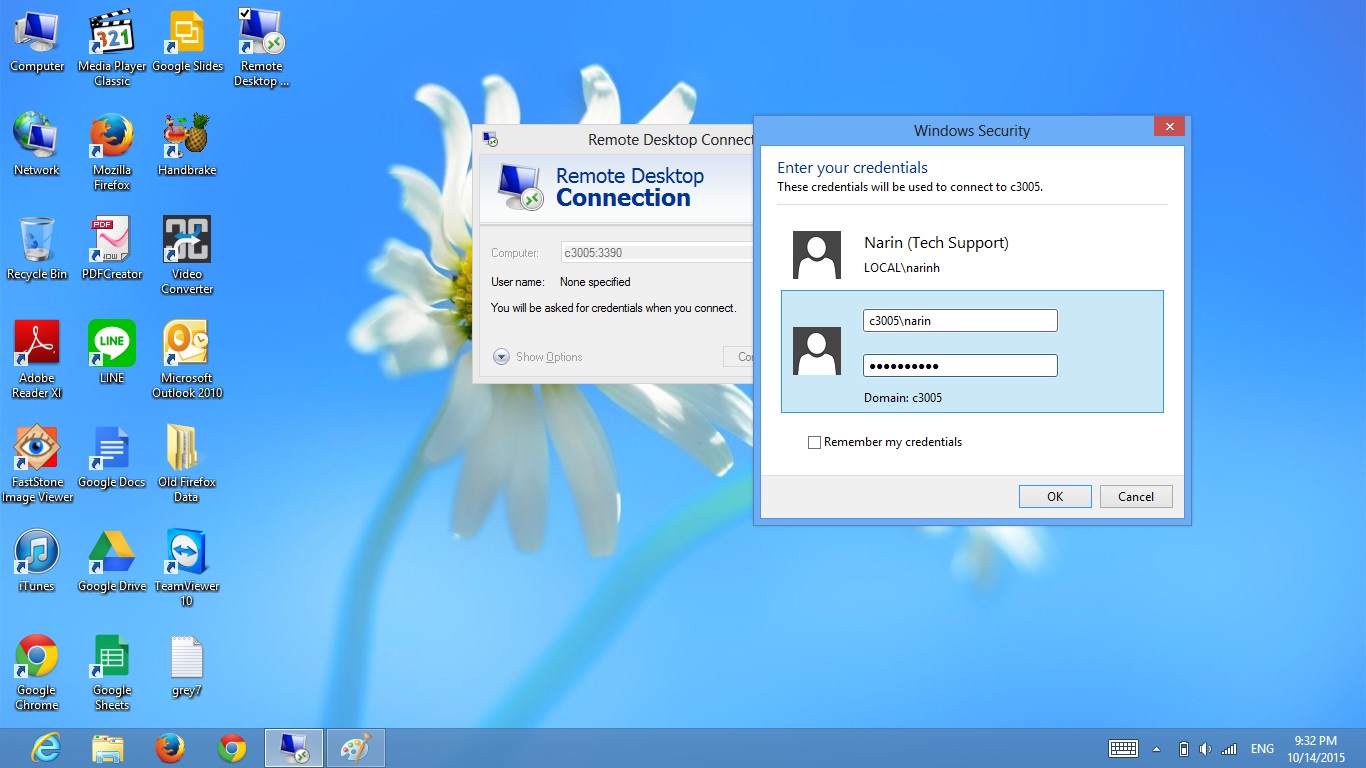 Computer
Media Player
Classic
Google Slides
Remote
Desktop ...
Network
Mozilla
Firefox
Handbrake
Recycle Bin
PDF
PDFCreator
Video
Converter
Adobe
Reader XI
LINE
LINE
Microsoft
Outlook 2010
FastStone
Image Viewer
Google Docs
Old Firefox
Data
iTunes
Google Drive
TeamViewer
10
Google
Chrome
Google
Sheets
grey7
321
Remote Desktop Connect
Remote Desktop
Connection
Computer:
c3005:3390
User name:
None specified
You will be asked for credentials when you connect.
Show Options
Co
Windows Security
Enter your credentials
These credentials will be used to connect to c3005.
Narin (Tech Support)
LOCAL\narinh
c3005\narin
●●●●●●●●●●
Domain: c3005
Remember my credentials
OK
Cancel
ENG
9:32 PM
10/14/2015